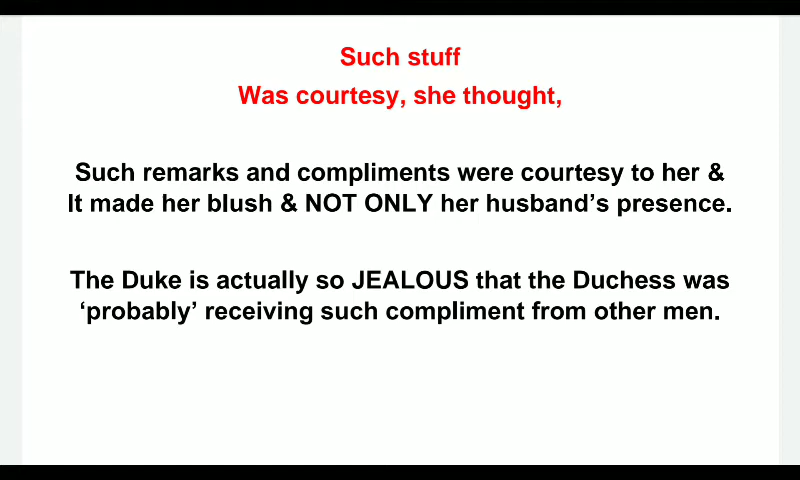 Such stuff
Was courtesy, she thought,
Such remarks and compliments were courtesy to her &
It made her blush & NOT ONLY her husband’s presence.
The Duke is actually so JEALOUS that the Duchess was
‘probably’ receiving such compliment from other men.